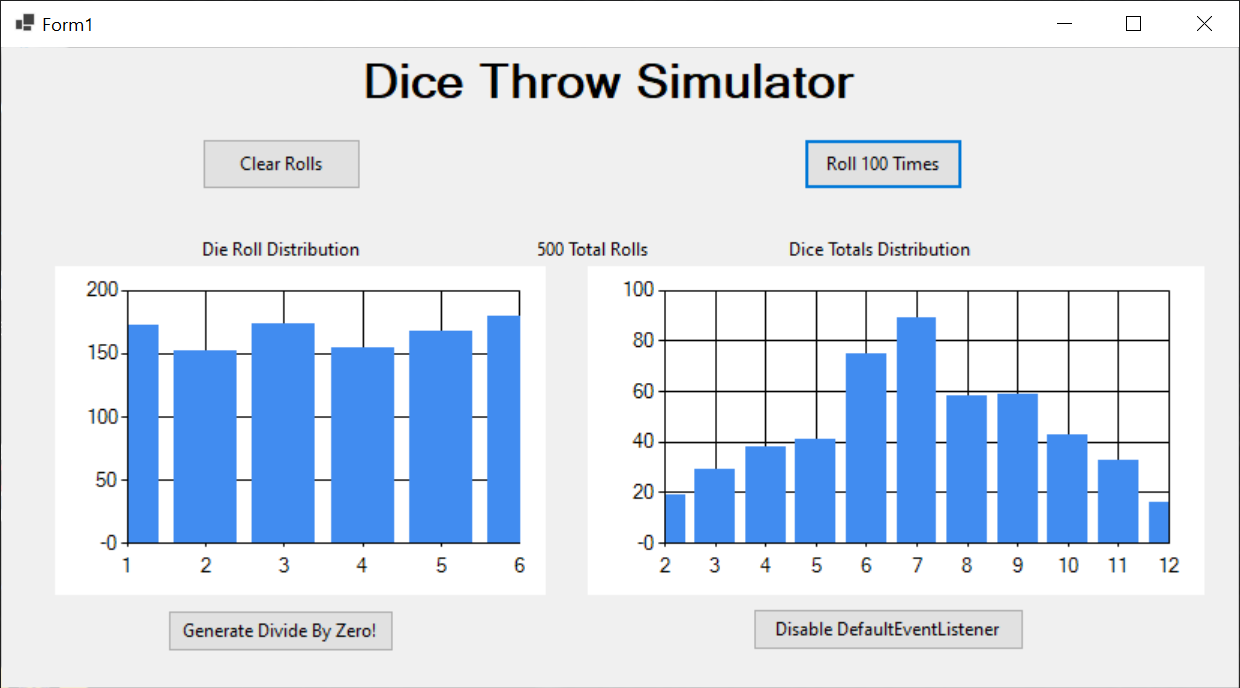 Form1
Dice Throw Simulator
Clear Rolls
Roll 100 Times
Die Roll Distribution
500 Total Rolls
Dice Totals Distribution
200
150
100
50
-0
1 2 3 4 5 6
100
80
60
40
20
-0
2 3 4 5 6 7 8 9 10 11 12
Generate Divide By Zero!
Disable DefaultEventListener